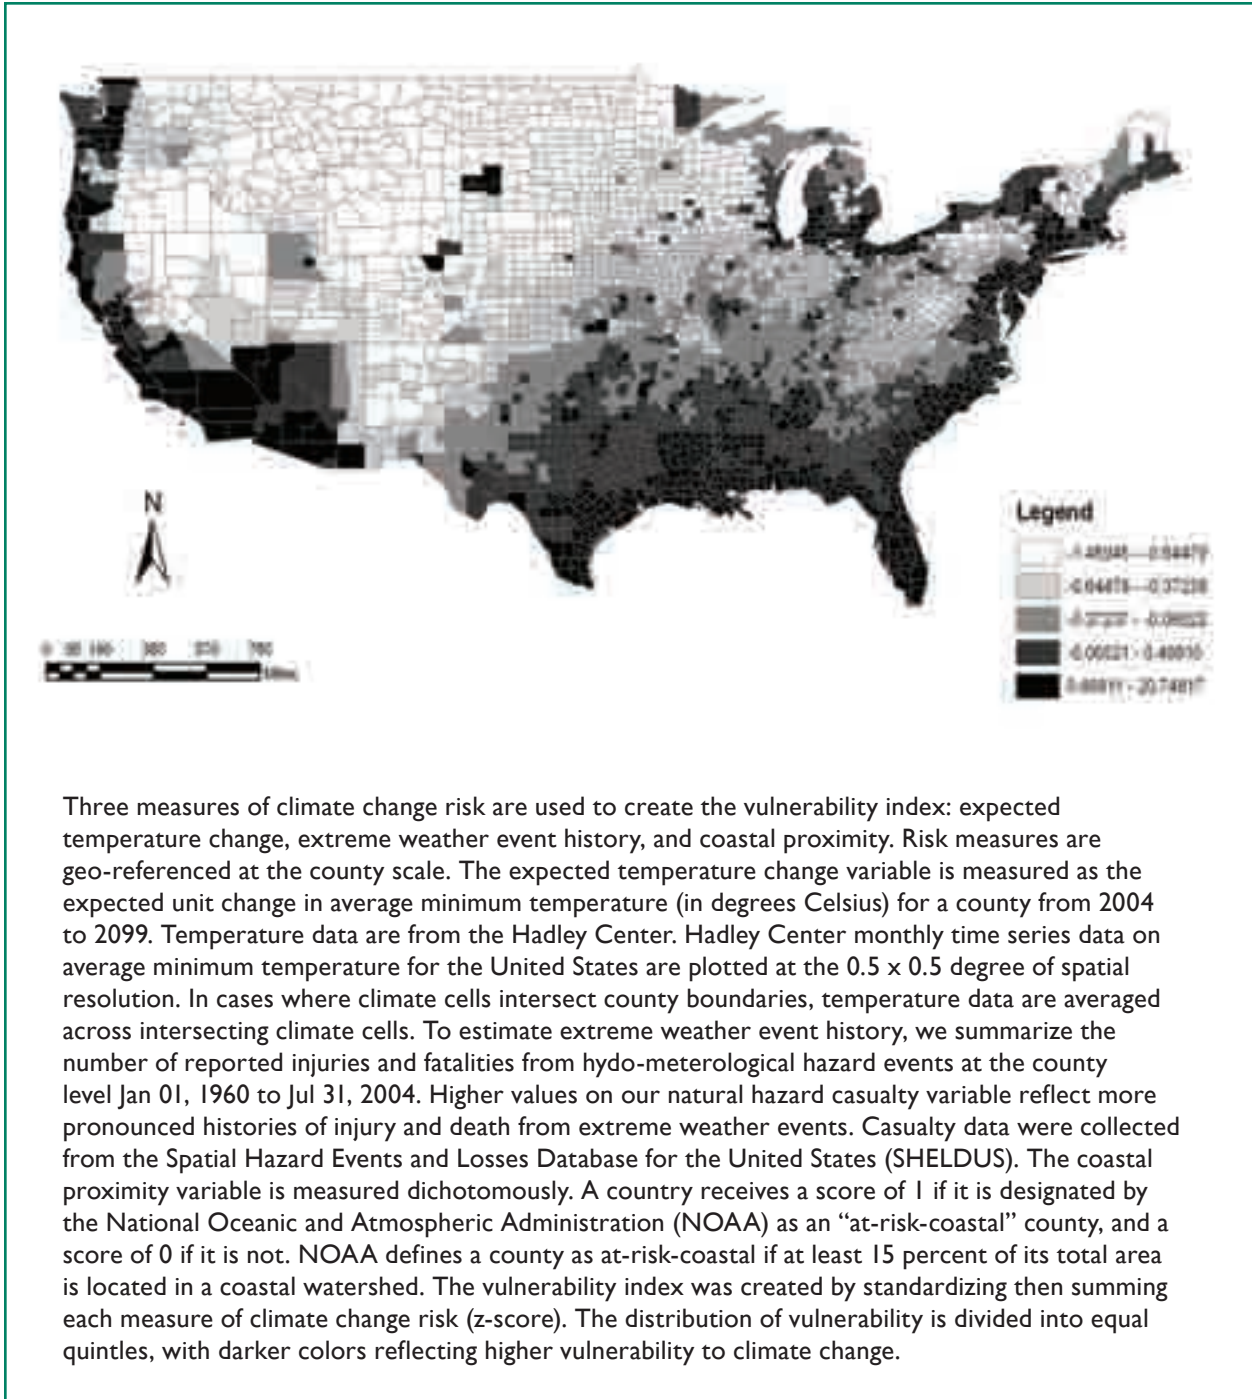 N
Legend
Three measures of climate change risk are used to create the vulnerability index: expected
temperature change, extreme weather event history, and coastal proximity. Risk measures are
geo-referenced at the county scale. The expected temperature change variable is measured as the
expected unit change in average minimum temperature (in degrees Celsius) for a county from 2004
to 2099. Temperature data are from the Hadley Center. Hadley Center monthly time series data on
average minimum temperature for the United States are plotted at the 0.5 x 0.5 degree of spatial
resolution. In cases where climate cells intersect county boundaries, temperature data are averaged
across intersecting climate cells. To estimate extreme weather event history, we summarize the
number of reported injuries and fatalities from hydo-meterological hazard events at the county
level Jan 01, 1960 to Jul 31, 2004. Higher values on our natural hazard casualty variable reflect more
pronounced histories of injury and death from extreme weather events. Casualty data were collected
from the Spatial Hazard Events and Losses Database for the United States (SHELDUS). The coastal
proximity variable is measured dichotomously. A country receives a score of 1 if it is designated by
the National Oceanic and Atmospheric Administration (NOAA) as an “at-risk-coastal” county, and a
score of 0 if it is not. NOAA defines a county as at-risk-coastal if at least 15 percent of its total area
is located in a coastal watershed. The vulnerability index was created by standardizing then summing
each measure of climate change risk (z-score). The distribution of vulnerability is divided into equal
quintles, with darker colors reflecting higher vulnerability to climate change.